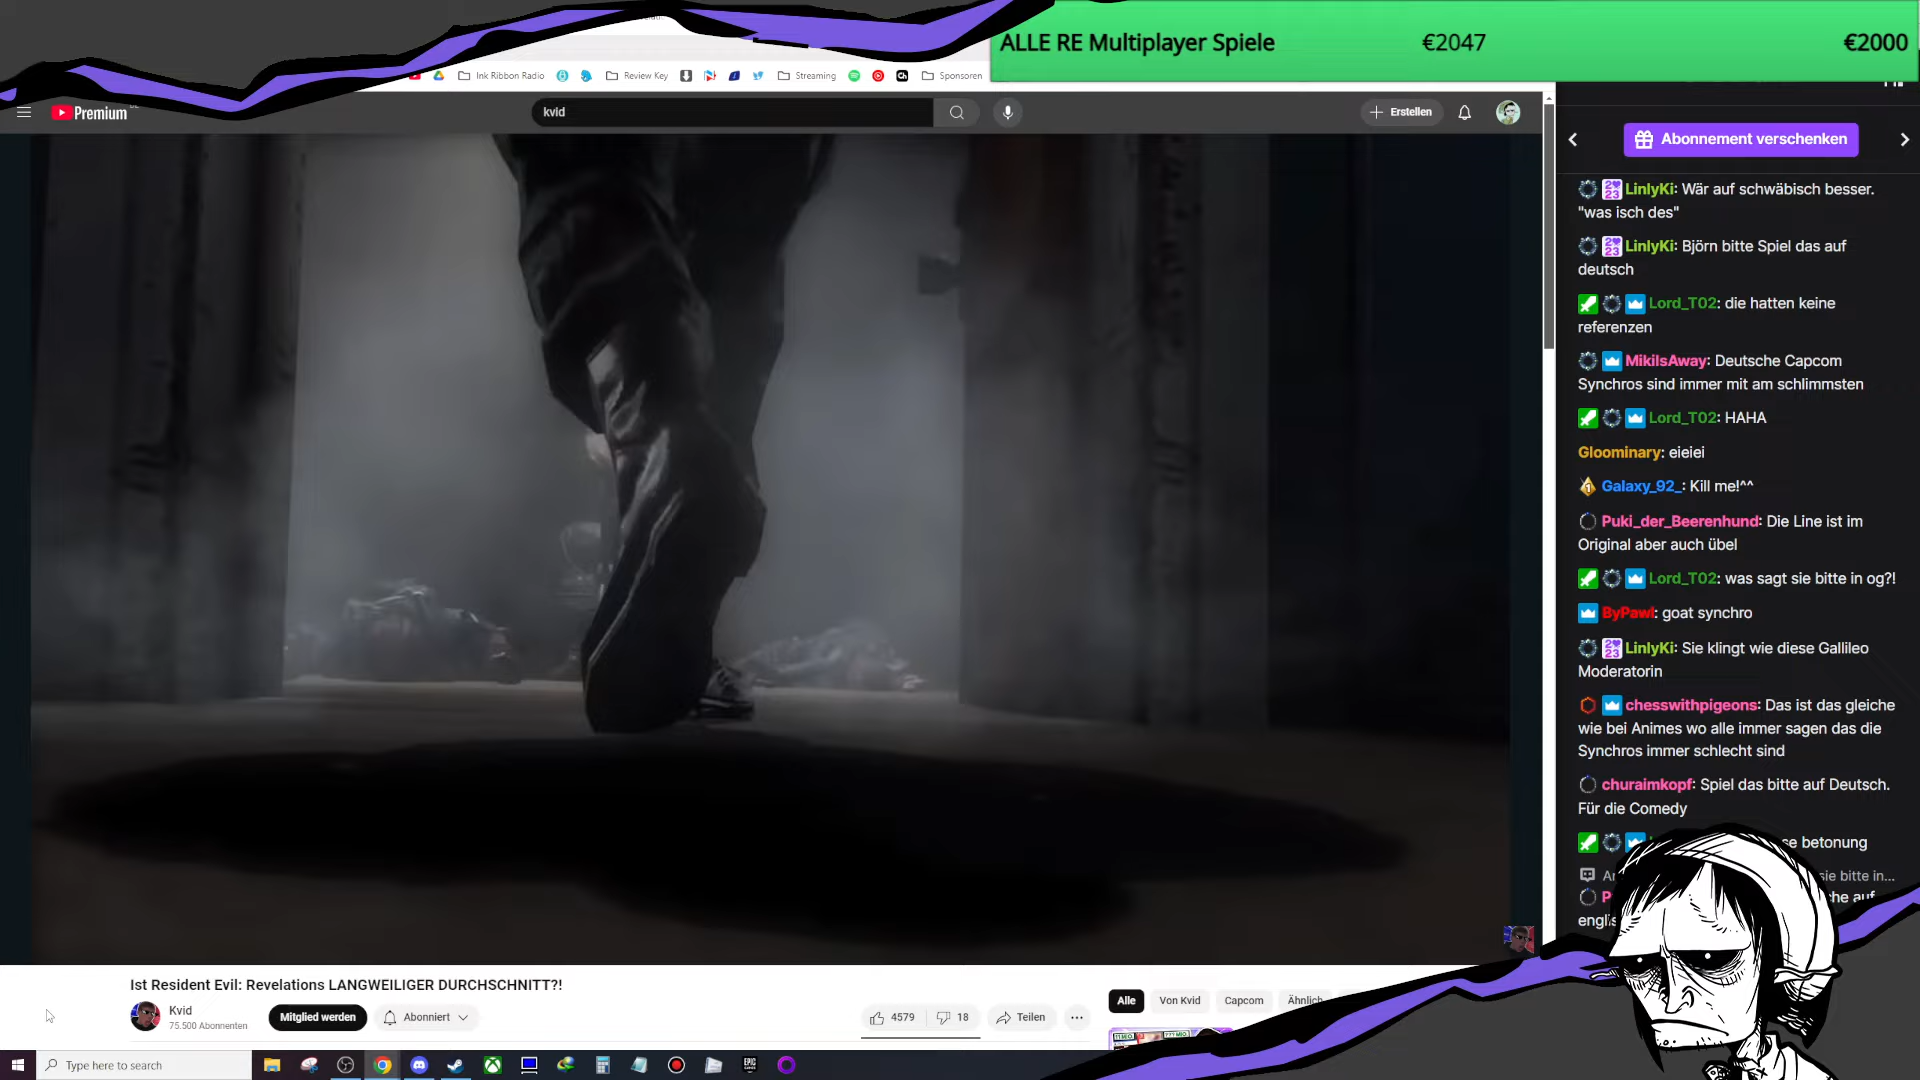 ALLE RE Multiplayer Spiele €2047 €2000
Ink Ribbon Radio Review Key Streaming Sponsoren
Premium kvid Erstellen
Abonnement verschenken
LinlyKi: Wär auf schwäbisch besser.
"was isch des"
LinlyKi: Björn bitte Spiel das auf
deutsch
Lord_T02: die hatten keine
referenzen
MikiIsAway: Deutsche Capcom
Synchros sind immer mit am schlimmsten
Lord_T02: HAHA
Gloominary: eieiei
Galaxy_92_: Kill me!^^
Puki_der_Beerenhund: Die Line ist im
Original aber auch übel
Lord_T02: was sagt sie bitte in og?!
ByPawl: goat synchro
LinlyKi: Sie klingt wie diese Gallileo
Moderatorin
chesswithpigeons: Das ist das gleiche
wie bei Animes wo alle immer sagen das die
Synchros immer schlecht sind
churaimkopf: Spiel das bitte auf Deutsch.
Für die Comedy
betonung
sie bitte in...
auf
Ist Resident Evil: Revelations LANGWEILIGER DURCHSCHNITT?!
Kvid
75.500 Abonnenten
Mitglied werden
Abonniert
4579
18
Teilen
Alle
Von Kvid
Capcom
Ähnlich
Type here to search